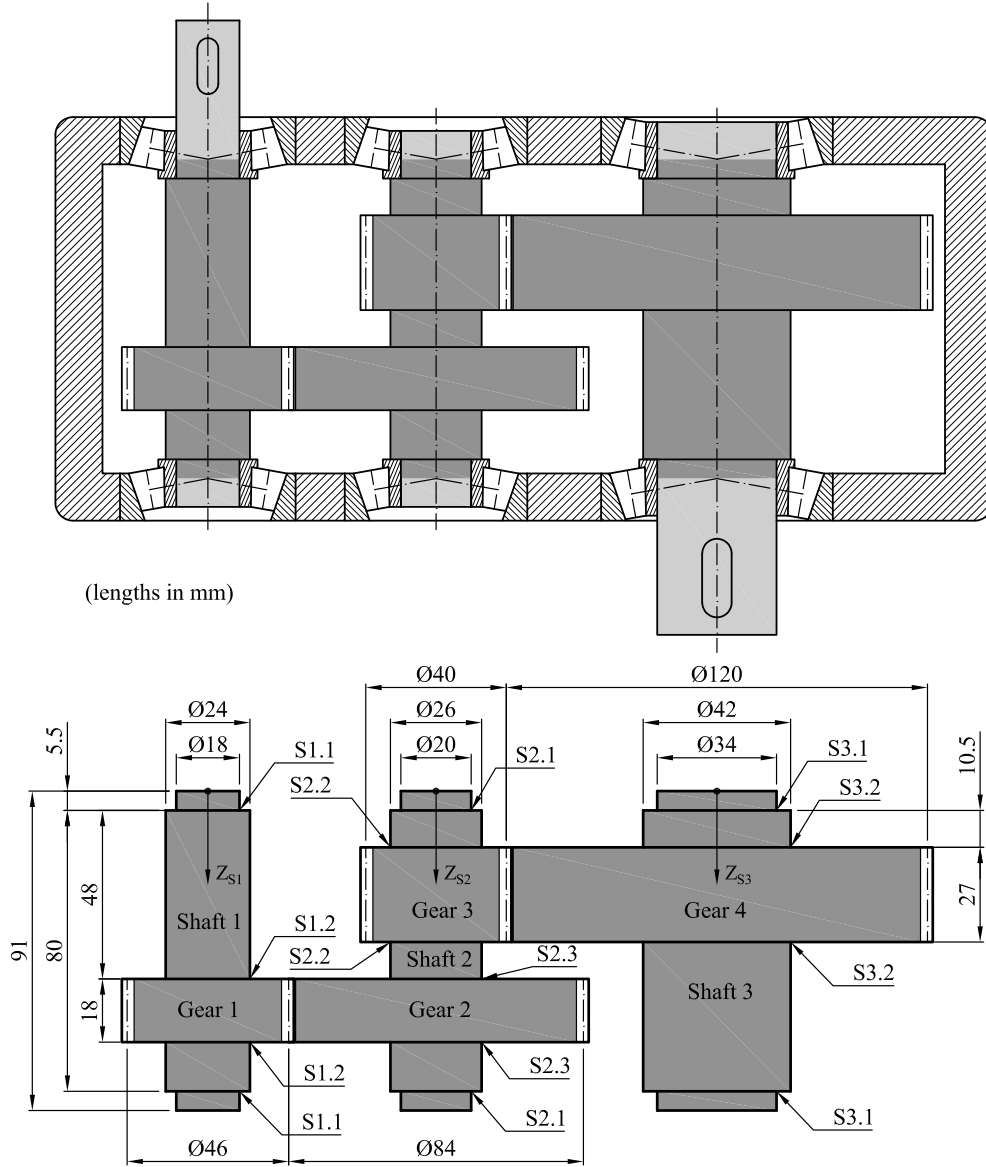 (lengths in mm)
Ø40
Ø120
Ø24
Ø26
Ø42
5.5
Ø18
S1.1
Ø20
S2.1
Ø34
S3.1
10.5
S2.2
S3.2
Z_S1
Z_S2
Z_S3
48
Shaft 1
Gear 3
Gear 4
27
91
80
S1.2
S2.2
Shaft 2
S2.3
S3.2
Shaft 3
18
Gear 1
Gear 2
S1.2
S2.3
S1.1
S2.1
S3.1
Ø46
Ø84